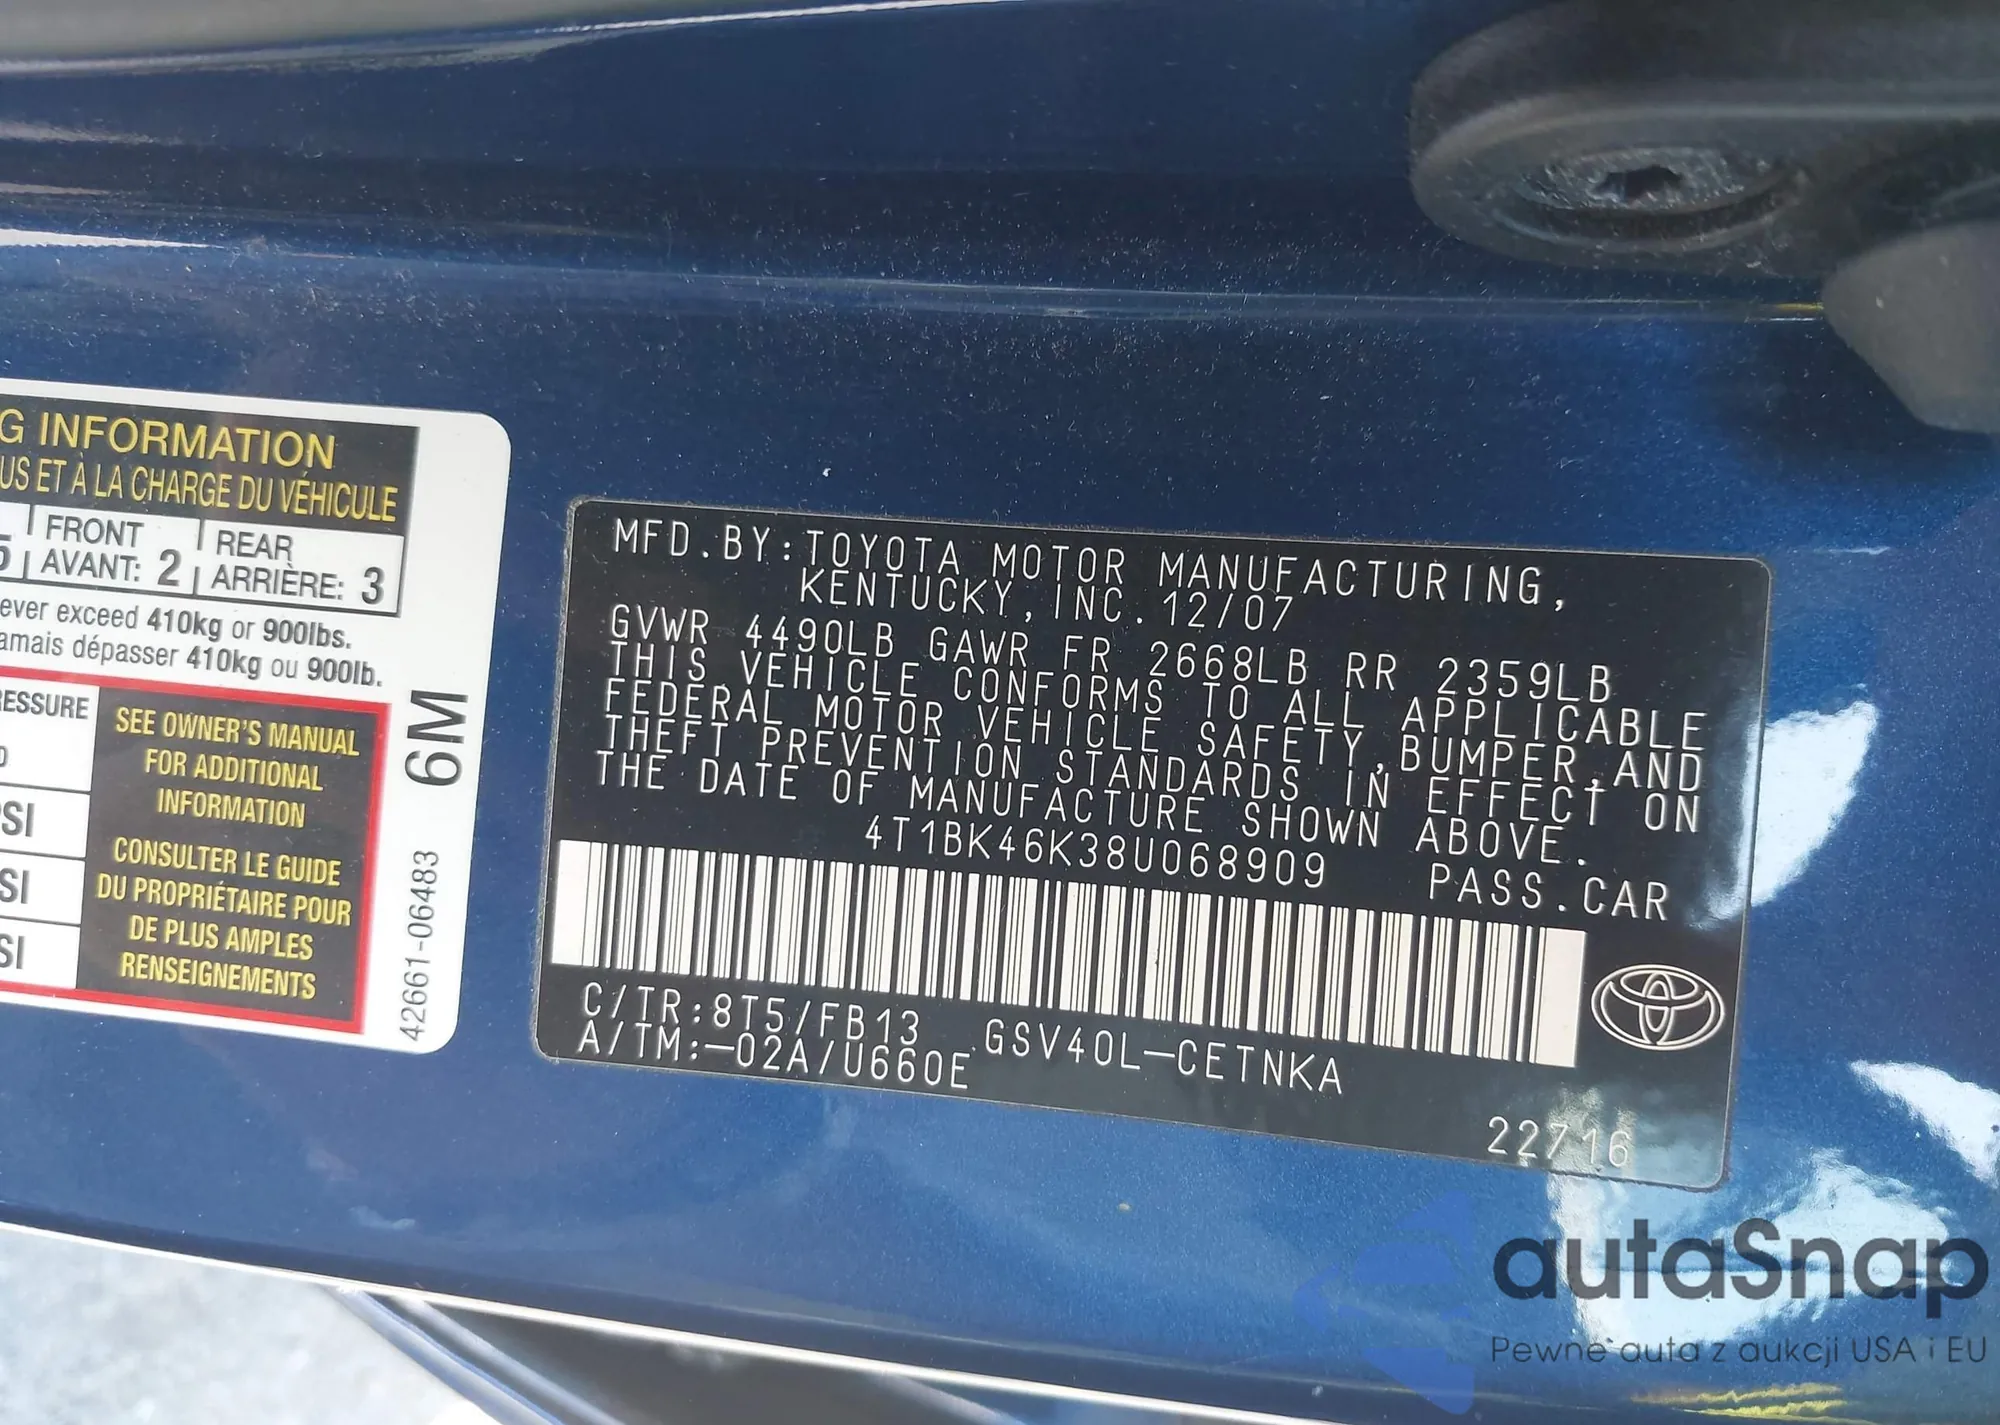 G INFORMATION
US ET À LA CHARGE DU VÉHICULE
5 FRONT AVANT: 2 REAR ARRIÈRE: 3
ever exceed 410kg or 900lbs.
amais dépasser 410kg ou 900lb.
RESSURE
SEE OWNER'S MANUAL
FOR ADDITIONAL
INFORMATION
CONSULTER LE GUIDE
DU PROPRIÉTAIRE POUR
DE PLUS AMPLES
RENSEIGNEMENTS
PSI
SI
SI
6M
42661-06483
MFD.BY:TOYOTA MOTOR MANUFACTURING,
KENTUCKY,INC.12/07
GVWR 4490LB GAWR FR 2668LB RR 2359LB
THIS VEHICLE CONFORMS TO ALL APPLICABLE
FEDERAL MOTOR VEHICLE SAFETY,BUMPER,AND
THEFT PREVENTION STANDARDS IN EFFECT ON
THE DATE OF MANUFACTURE SHOWN ABOVE.
4T1BK46K38U068909 PASS.CAR
C/TR:8T5/FB13 GSV40L-CETNKA
A/TM:-02A/U660E
22716
autaSnap
Pewne auta z aukcji USA i EU